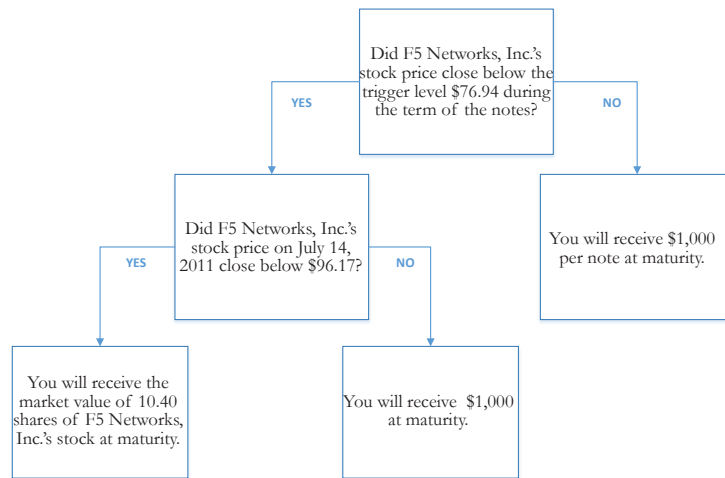 Did F5 Networks, Inc.'s
stock price close below the
trigger level $76.94 during
the term of the notes?
YES
NO
Did F5 Networks, Inc.'s
stock price on July 14,
2011 close below $96.17?
You will receive $1,000
per note at maturity.
YES
NO
You will receive the
market value of 10.40
shares of F5 Networks,
Inc.'s stock at maturity.
You will receive $1,000
at maturity.